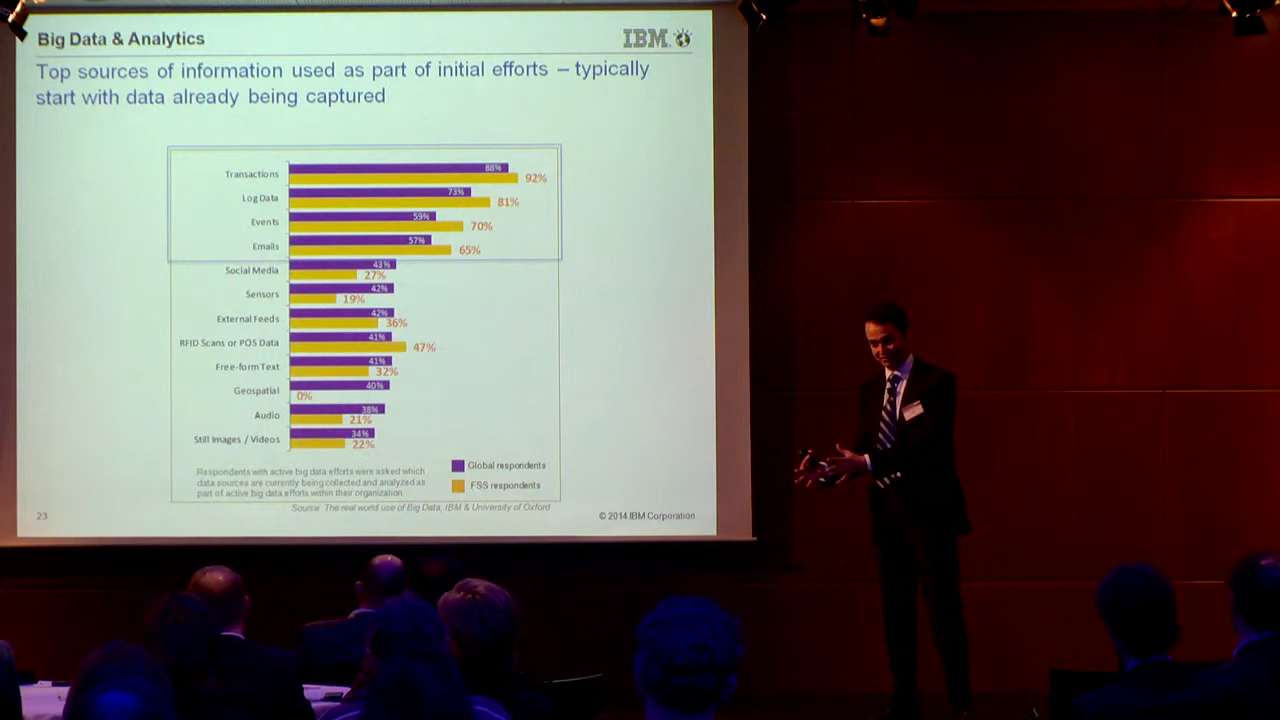 Big Data & Analytics
IBM
Top sources of information used as part of initial efforts – typically
start with data already being captured
Transactions 88% 92%
Log Data 73% 81%
Events 59% 70%
Emails 57% 65%
Social Media 43% 27%
Sensors 42% 19%
External Feeds 42% 36%
RFID Scans or POS Data 41% 47%
Free-form Text 41% 32%
Geospatial 40% 0%
Audio 38% 21%
Still Images / Videos 34% 22%
Respondents with active big data efforts were asked which
data sources are currently being collected and analyzed as
part of active big data efforts within their organization.
Global respondents
FSS respondents
Source: The real world use of Big Data, IBM & University of Oxford
23
© 2014 IBM Corporation